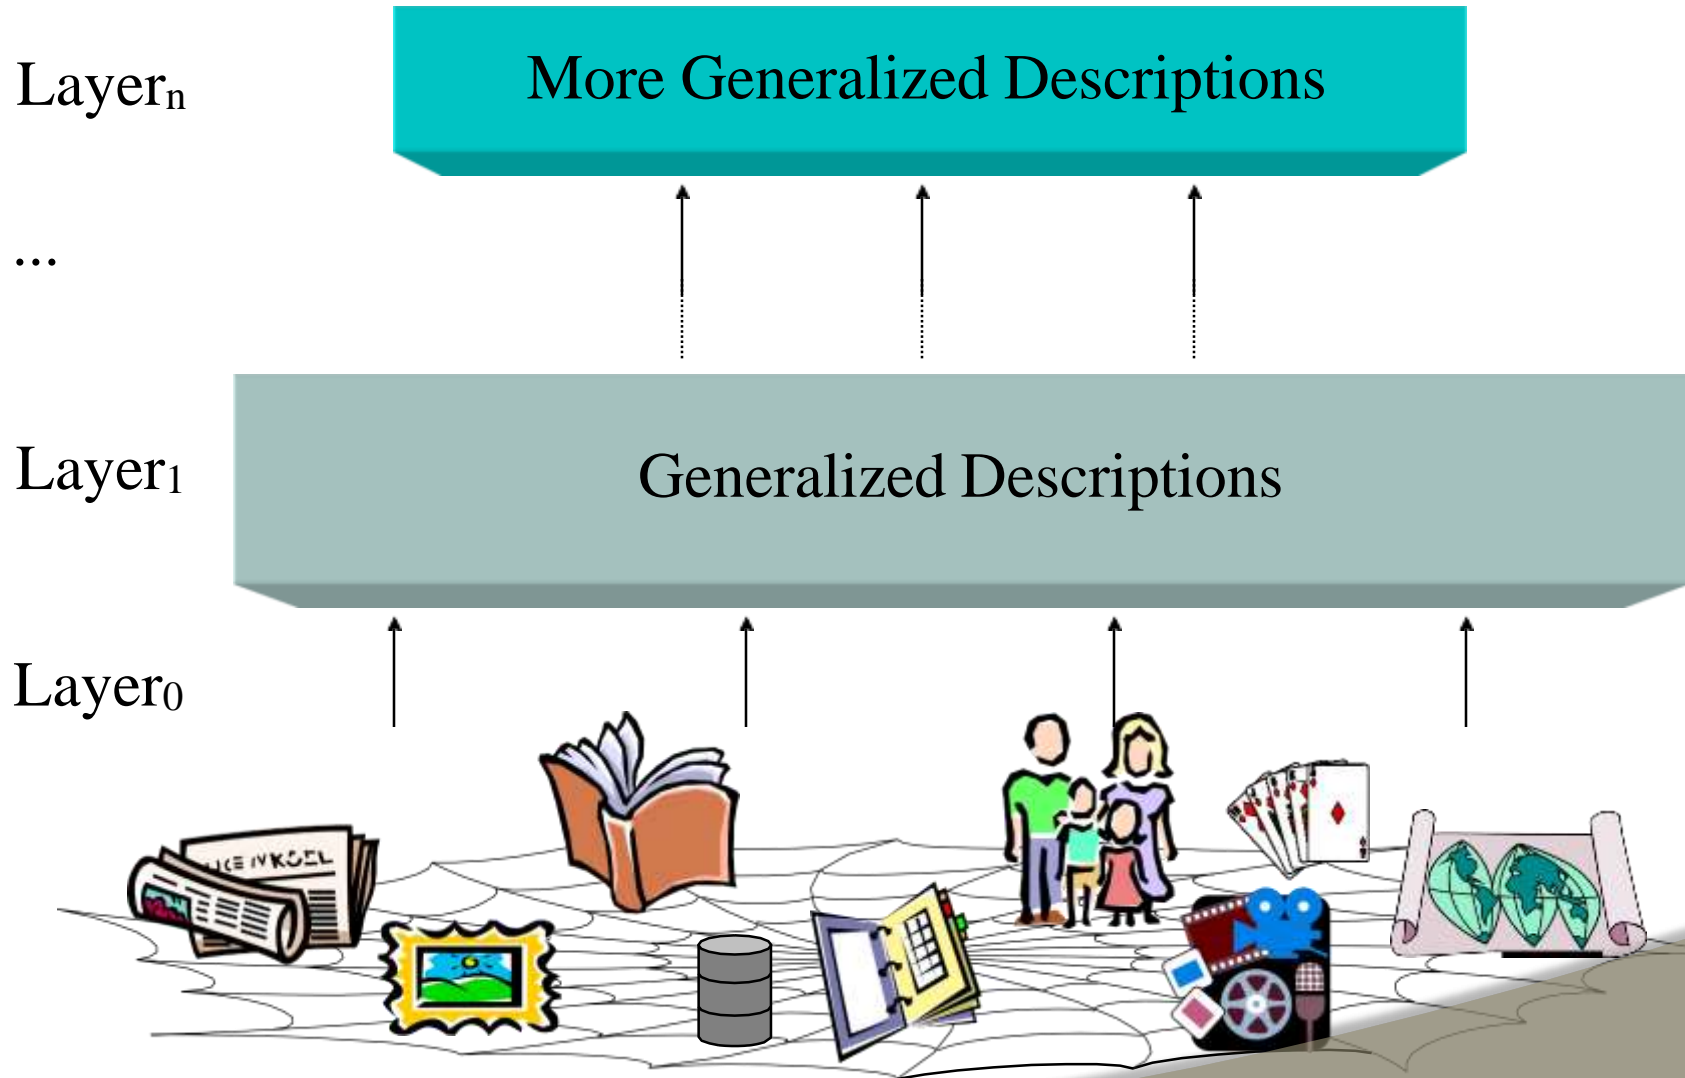 Layerₙ
More Generalized Descriptions
...
Layer₁
Generalized Descriptions
Layer₀